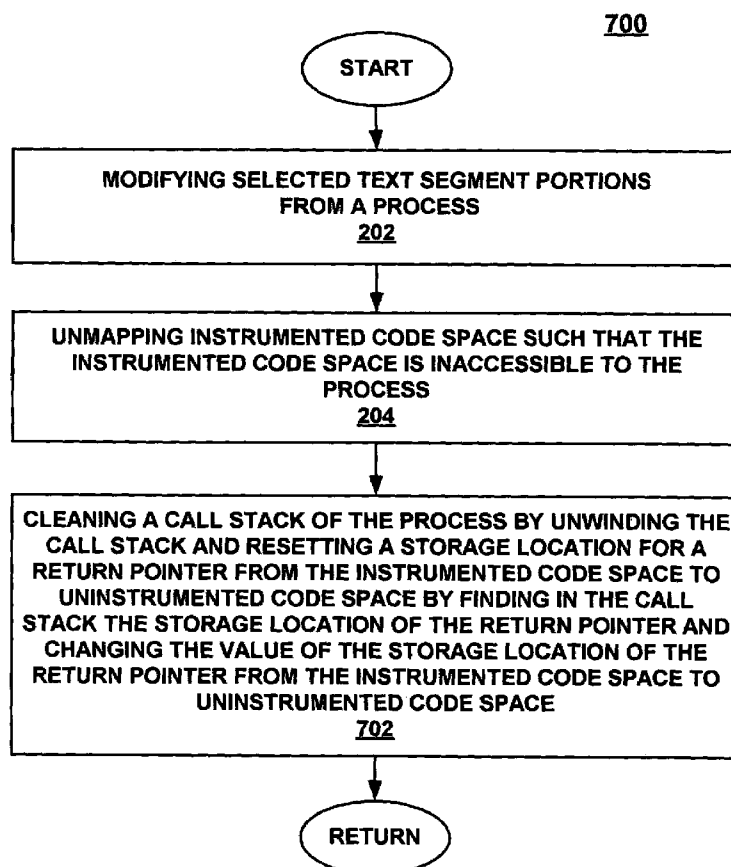 700
START
MODIFYING SELECTED TEXT SEGMENT PORTIONS
FROM A PROCESS
202
UNMAPPING INSTRUMENTED CODE SPACE SUCH THAT THE
INSTRUMENTED CODE SPACE IS INACCESSIBLE TO THE
PROCESS
204
CLEANING A CALL STACK OF THE PROCESS BY UNWINDING THE
CALL STACK AND RESETTING A STORAGE LOCATION FOR A
RETURN POINTER FROM THE INSTRUMENTED CODE SPACE TO
UNINSTRUMENTED CODE SPACE BY FINDING IN THE CALL
STACK THE STORAGE LOCATION OF THE RETURN POINTER AND
CHANGING THE VALUE OF THE STORAGE LOCATION OF THE
RETURN POINTER FROM THE INSTRUMENTED CODE SPACE TO
UNINSTRUMENTED CODE SPACE
702
RETURN